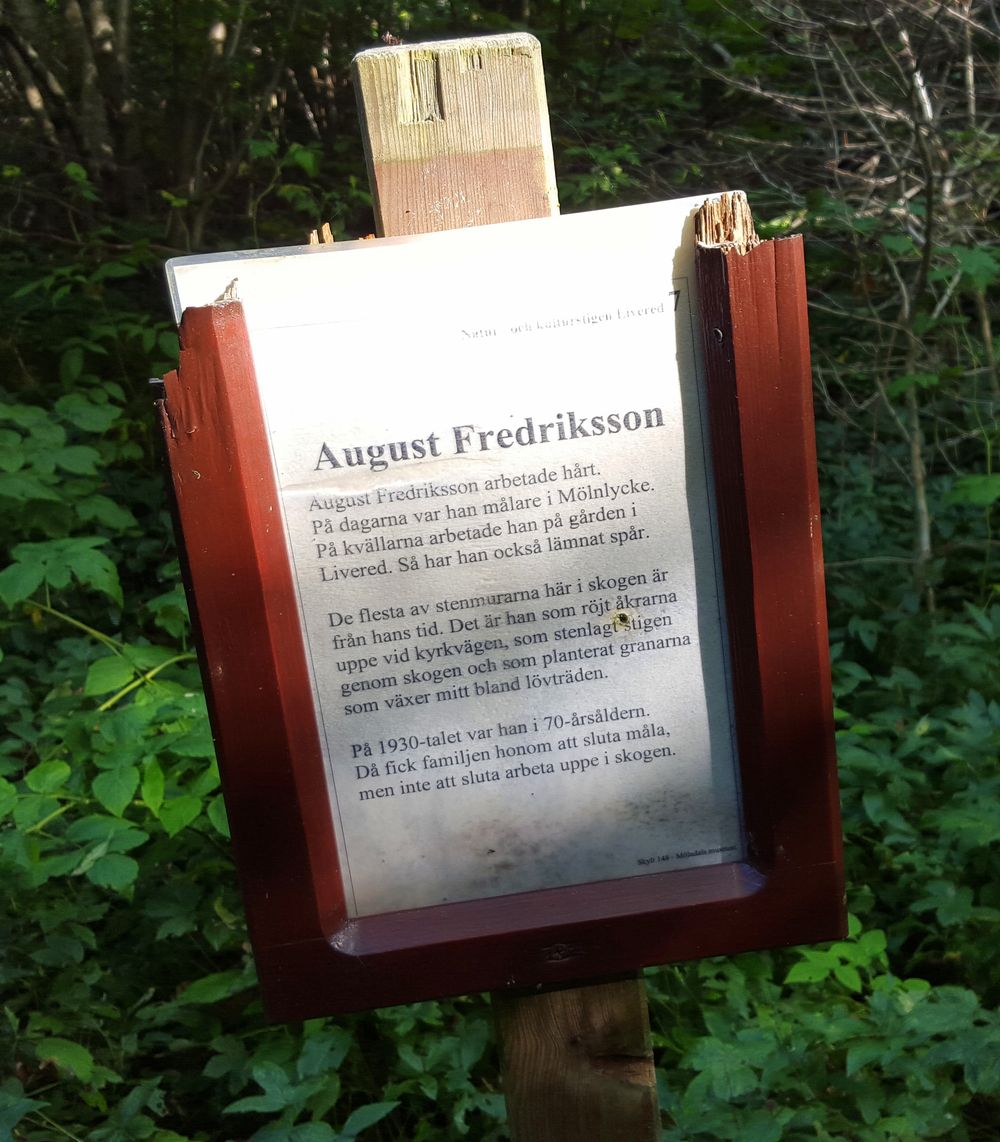 7
Natur- och kulturstigen Livered
August Fredriksson
August Fredriksson arbetade hårt.
På dagarna var han målare i Mölnlycke.
På kvällarna arbetade han på gården i
Livered. Så har han också lämnat spår.
De flesta av stenmurarna här i skogen är
från hans tid. Det är han som röjt åkrarna
uppe vid kyrkvägen, som stenlagt stigen
genom skogen och som planterat granarna
som växer mitt bland lövträden.
På 1930-talet var han i 70-årsåldern.
Då fick familjen honom att sluta måla,
men inte att sluta arbeta uppe i skogen.
Skylt 148 - Mölndals museum